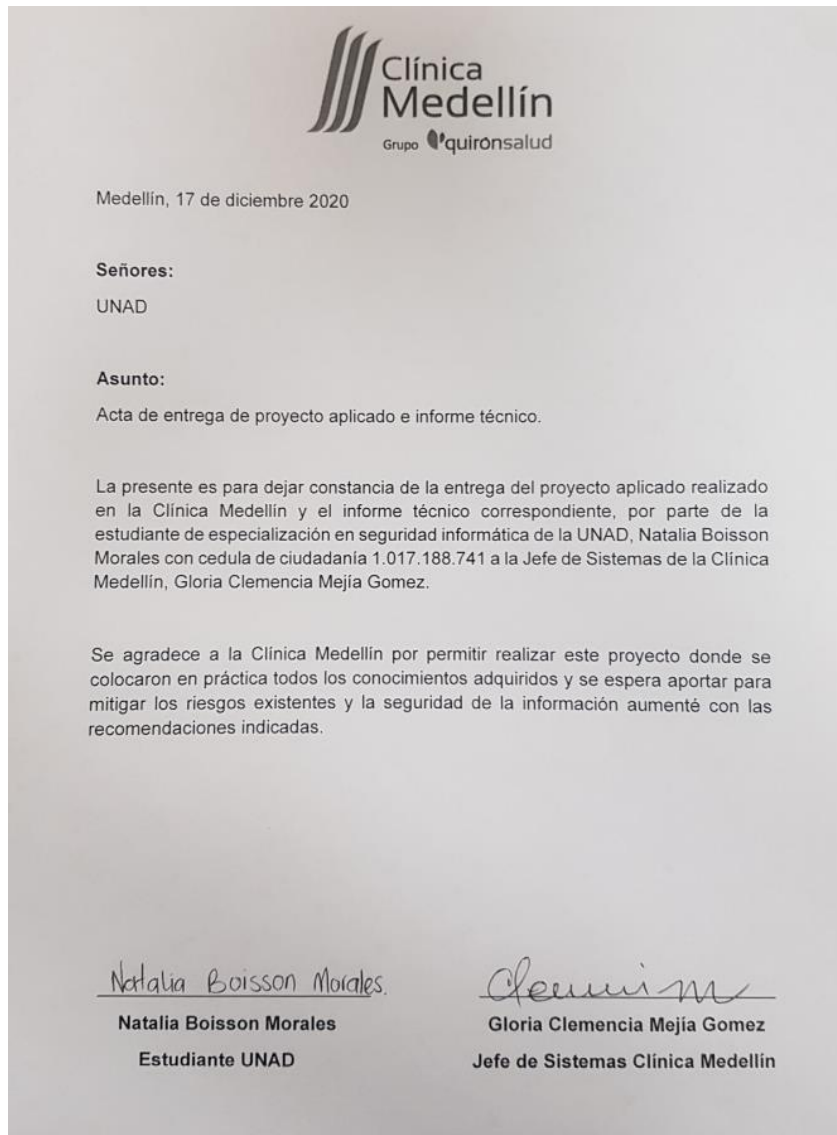 Clínica
Medellín
Grupo quirónsalud
Medellín, 17 de diciembre 2020
Señores:
UNAD
Asunto:
Acta de entrega de proyecto aplicado e informe técnico.
La presente es para dejar constancia de la entrega del proyecto aplicado realizado
en la Clínica Medellín y el informe técnico correspondiente, por parte de la
estudiante de especialización en seguridad informática de la UNAD, Natalia Boisson
Morales con cedula de ciudadanía 1.017.188.741 a la Jefe de Sistemas de la Clínica
Medellín, Gloria Clemencia Mejía Gomez.
Se agradece a la Clínica Medellín por permitir realizar este proyecto donde se
colocaron en práctica todos los conocimientos adquiridos y se espera aportar para
mitigar los riesgos existentes y la seguridad de la información aumenté con las
recomendaciones indicadas.
Natalia Boisson Morales.
Natalia Boisson Morales
Estudiante UNAD
Gloria Clemencia Mejía Gomez
Jefe de Sistemas Clínica Medellín